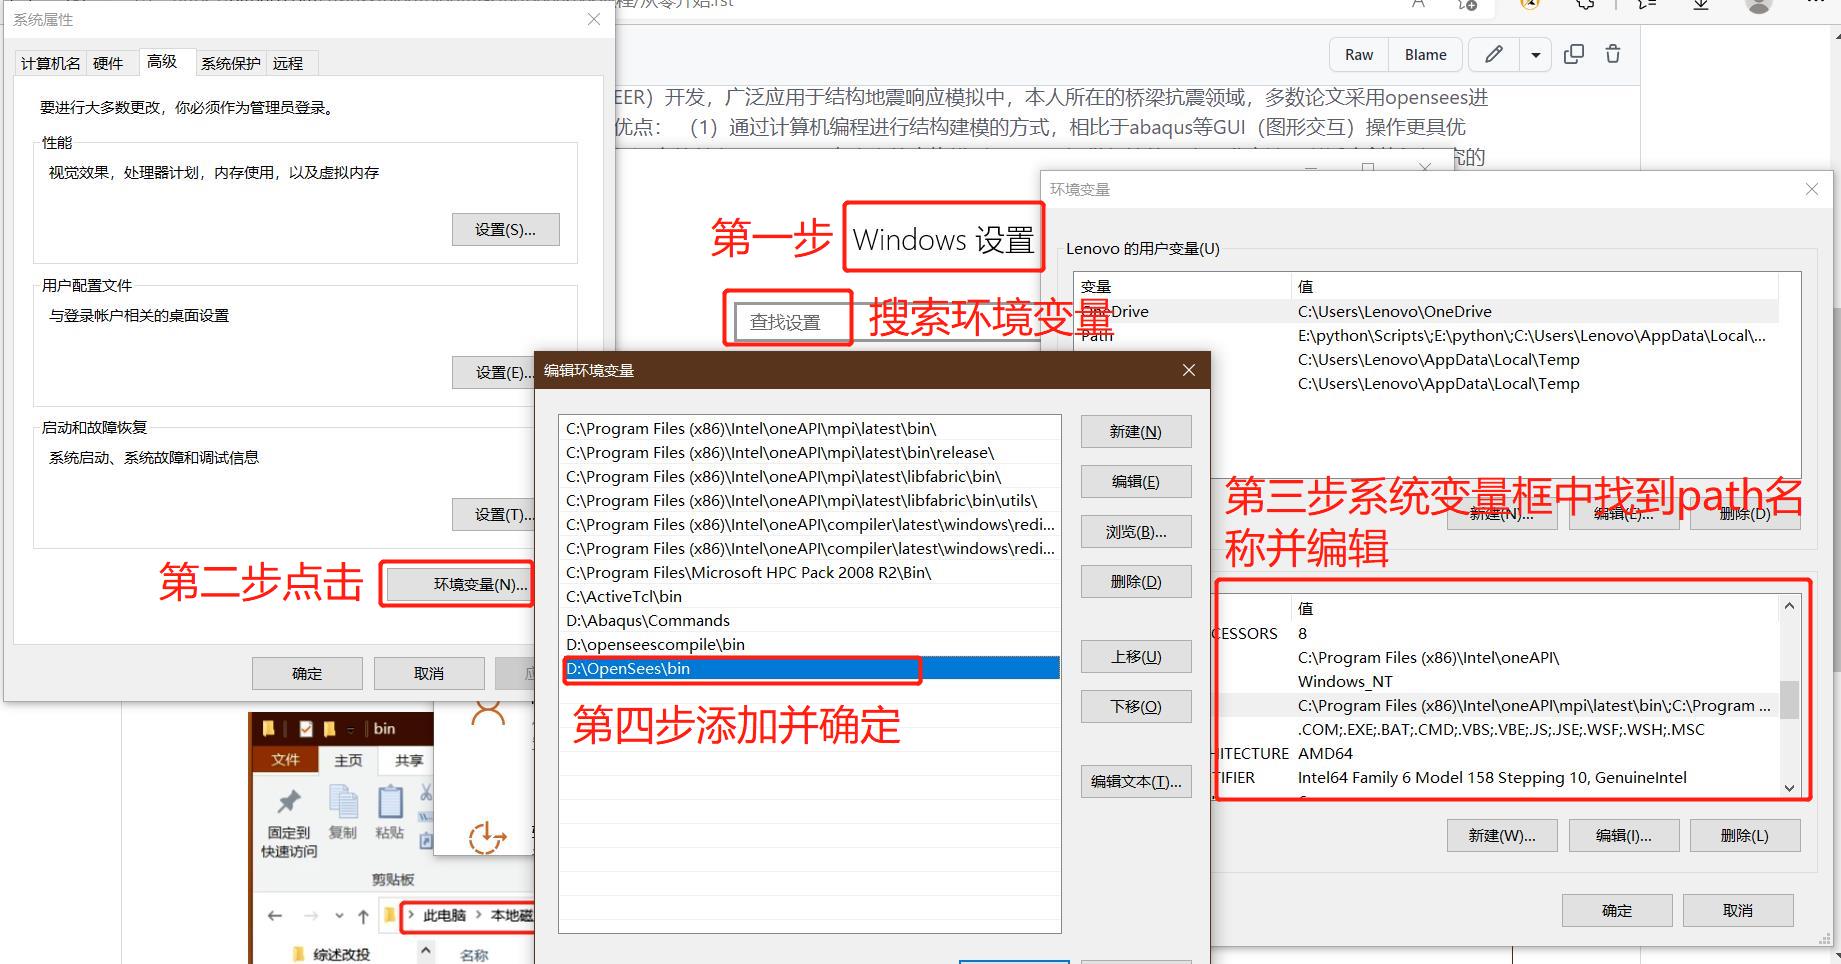 系统属性
计算机名 硬件 高级 系统保护 远程
要进行大多数更改，你必须作为管理员登录。
性能
视觉效果，处理器计划，内存使用，以及虚拟内存
设置(S)...
用户配置文件
与登录帐户相关的桌面设置
设置(E)...
启动和故障恢复
系统启动、系统故障和调试信息
设置(T)...
第二步点击
环境变量(N)...
确定 取消
Raw Blame
EER）开发，广泛应用于结构地震响应模拟中，本人所在的桥梁抗震领域，多数论文采用opensees进
优点： （1）通过计算机编程进行结构建模的方式，相比于abaqus等GUI（图形交互）操作更具优
究的
第一步
Windows 设置
查找设置
搜索环境变量
环境变量
Lenovo 的用户变量(U)
变量 值
OneDrive C:\Users\Lenovo\OneDrive
Path E:\python\Scripts\;E:\python\;C:\Users\Lenovo\AppData\Local\...
C:\Users\Lenovo\AppData\Local\Temp
C:\Users\Lenovo\AppData\Local\Temp
第三步系统变量框中找到path名
称并编辑
新建(N)... 编辑(E)... 删除(D)
值
CESSORS 8
C:\Program Files (x86)\Intel\oneAPI\
Windows_NT
C:\Program Files (x86)\Intel\oneAPI\mpi\latest\bin\;C:\Program ...
.COM;.EXE;.BAT;.CMD;.VBS;.VBE;.JS;.JSE;.WSF;.WSH;.MSC
HITECTURE AMD64
TIFIER Intel64 Family 6 Model 158 Stepping 10, GenuineIntel
新建(W)... 编辑(I)... 删除(L)
确定 取消
编辑环境变量
C:\Program Files (x86)\Intel\oneAPI\mpi\latest\bin\
C:\Program Files (x86)\Intel\oneAPI\mpi\latest\bin\release\
C:\Program Files (x86)\Intel\oneAPI\mpi\latest\libfabric\bin\
C:\Program Files (x86)\Intel\oneAPI\mpi\latest\libfabric\bin\utils\
C:\Program Files (x86)\Intel\oneAPI\compiler\latest\windows\redi...
C:\Program Files (x86)\Intel\oneAPI\compiler\latest\windows\redi...
C:\Program Files\Microsoft HPC Pack 2008 R2\Bin\
C:\ActiveTcl\bin
D:\Abaqus\Commands
D:\openseescompile\bin
D:\OpenSees\bin
第四步添加并确定
新建(N)
编辑(E)
浏览(B)...
删除(D)
上移(U)
下移(O)
编辑文本(T)...
bin
文件 主页 共享
固定到
快速访问
复制 粘贴
剪贴板
此电脑 本地磁
综述改投 名称